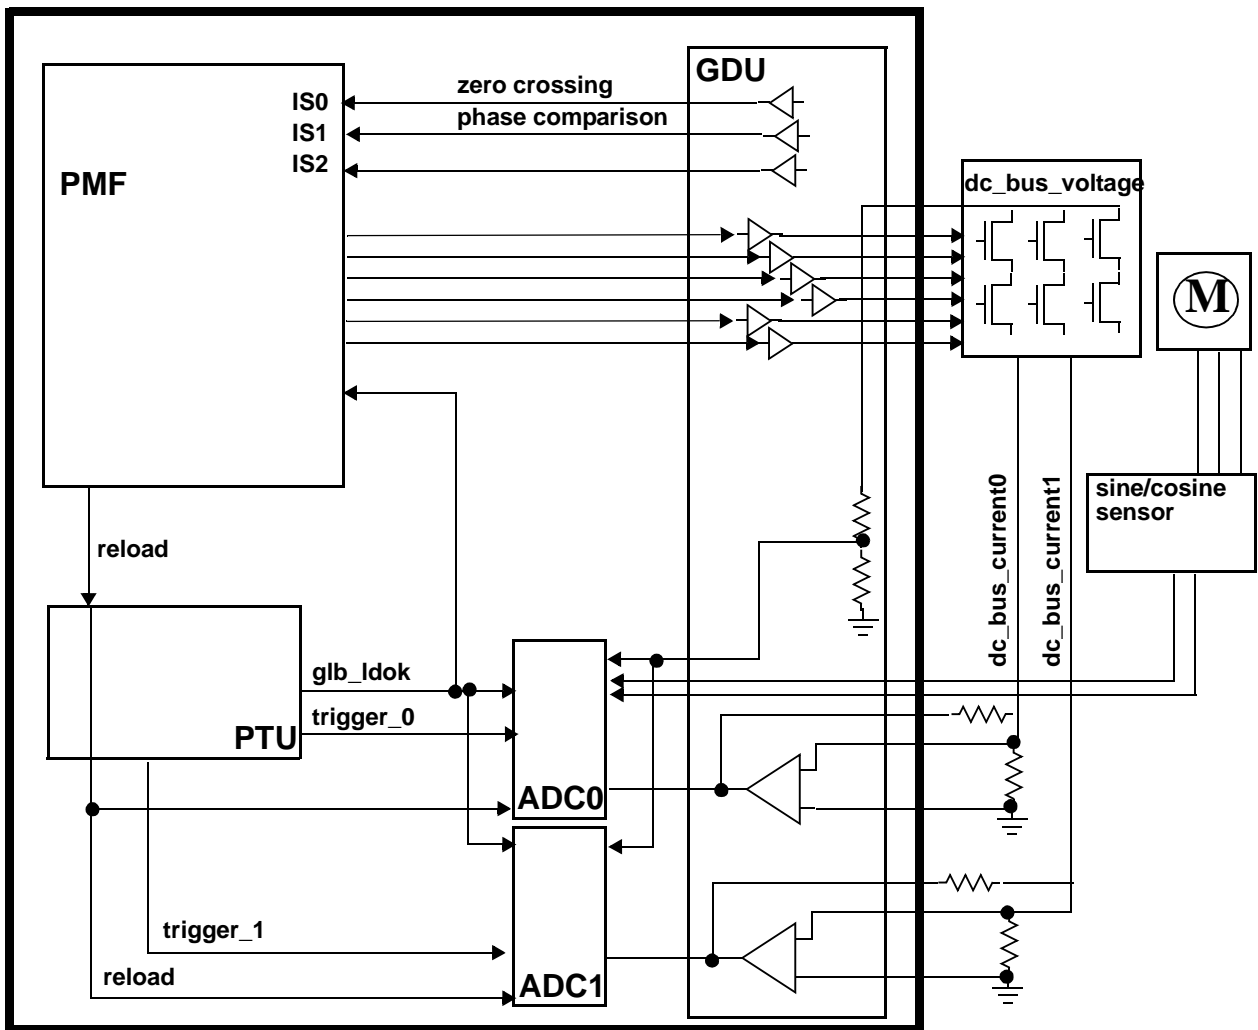 GDU
zero crossing
IS0
phase comparison
IS1
IS2
PMF
dc_bus_voltage
M
sine/cosine
sensor
dc_bus_current0
dc_bus_current1
reload
glb_ldok
trigger_0
PTU
ADC0
trigger_1
reload
ADC1